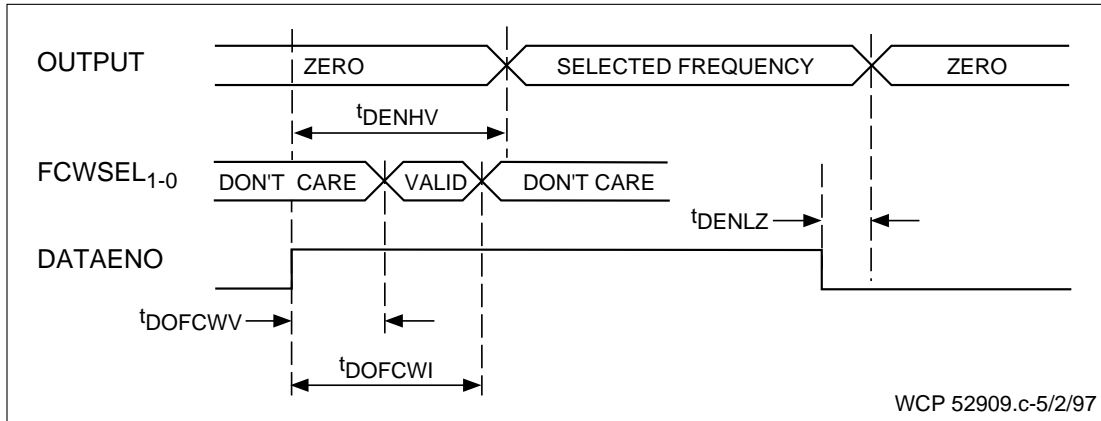 OUTPUT ZERO SELECTED FREQUENCY ZERO
tDENHV
FCWSEL1-0 DON'T CARE VALID DON'T CARE
tDENLZ
DATAENO
tDOFCWV
tDOFCWI
WCP 52909.c-5/2/97